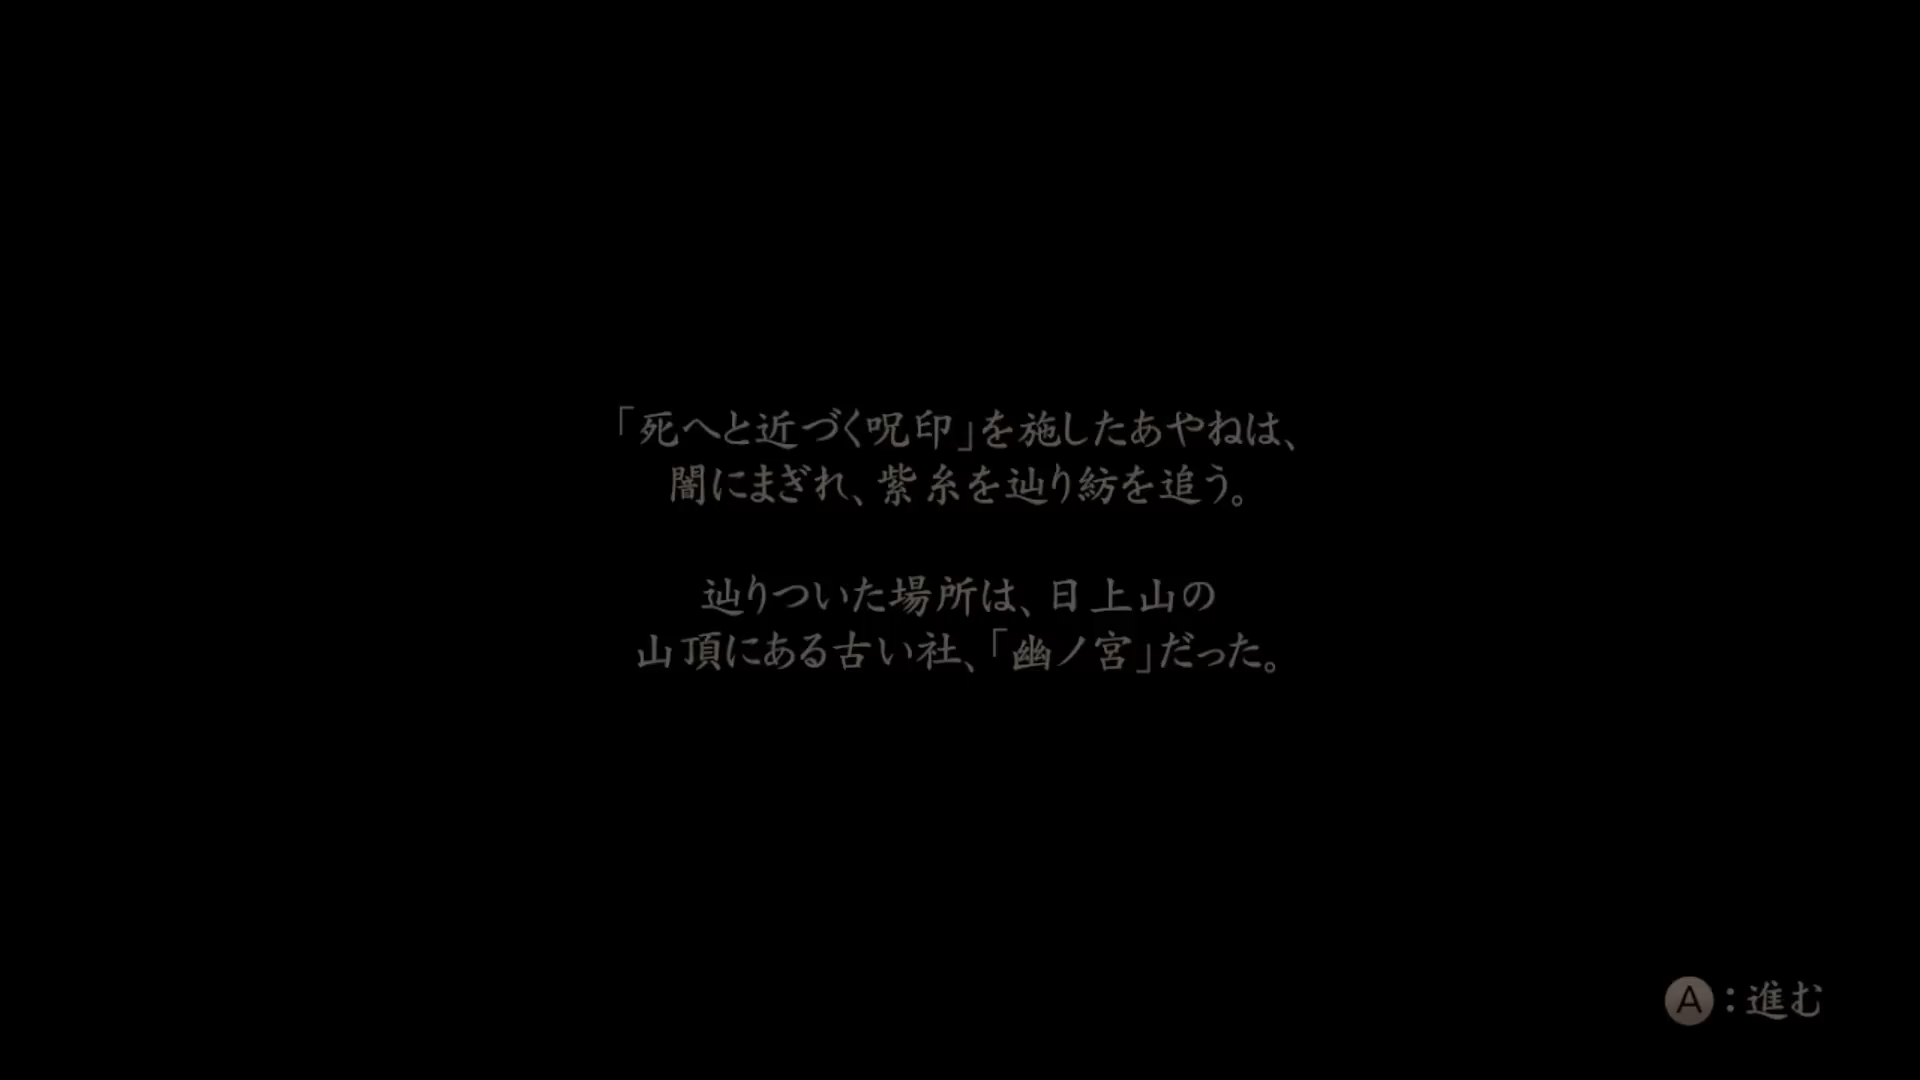 「死へと近づく呪印」を施したあやねは、
闇にまぎれ、紫糸を辿り紡を追う。
辿りついた場所は、日上山の
山頂にある古い社、「幽ノ宮」だった。
A：進む